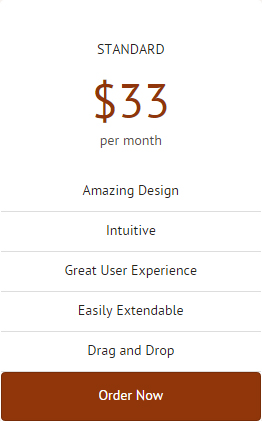 STANDARD
$33
per month
Amazing Design
Intuitive
Great User Experience
Easily Extendable
Drag and Drop
Order Now